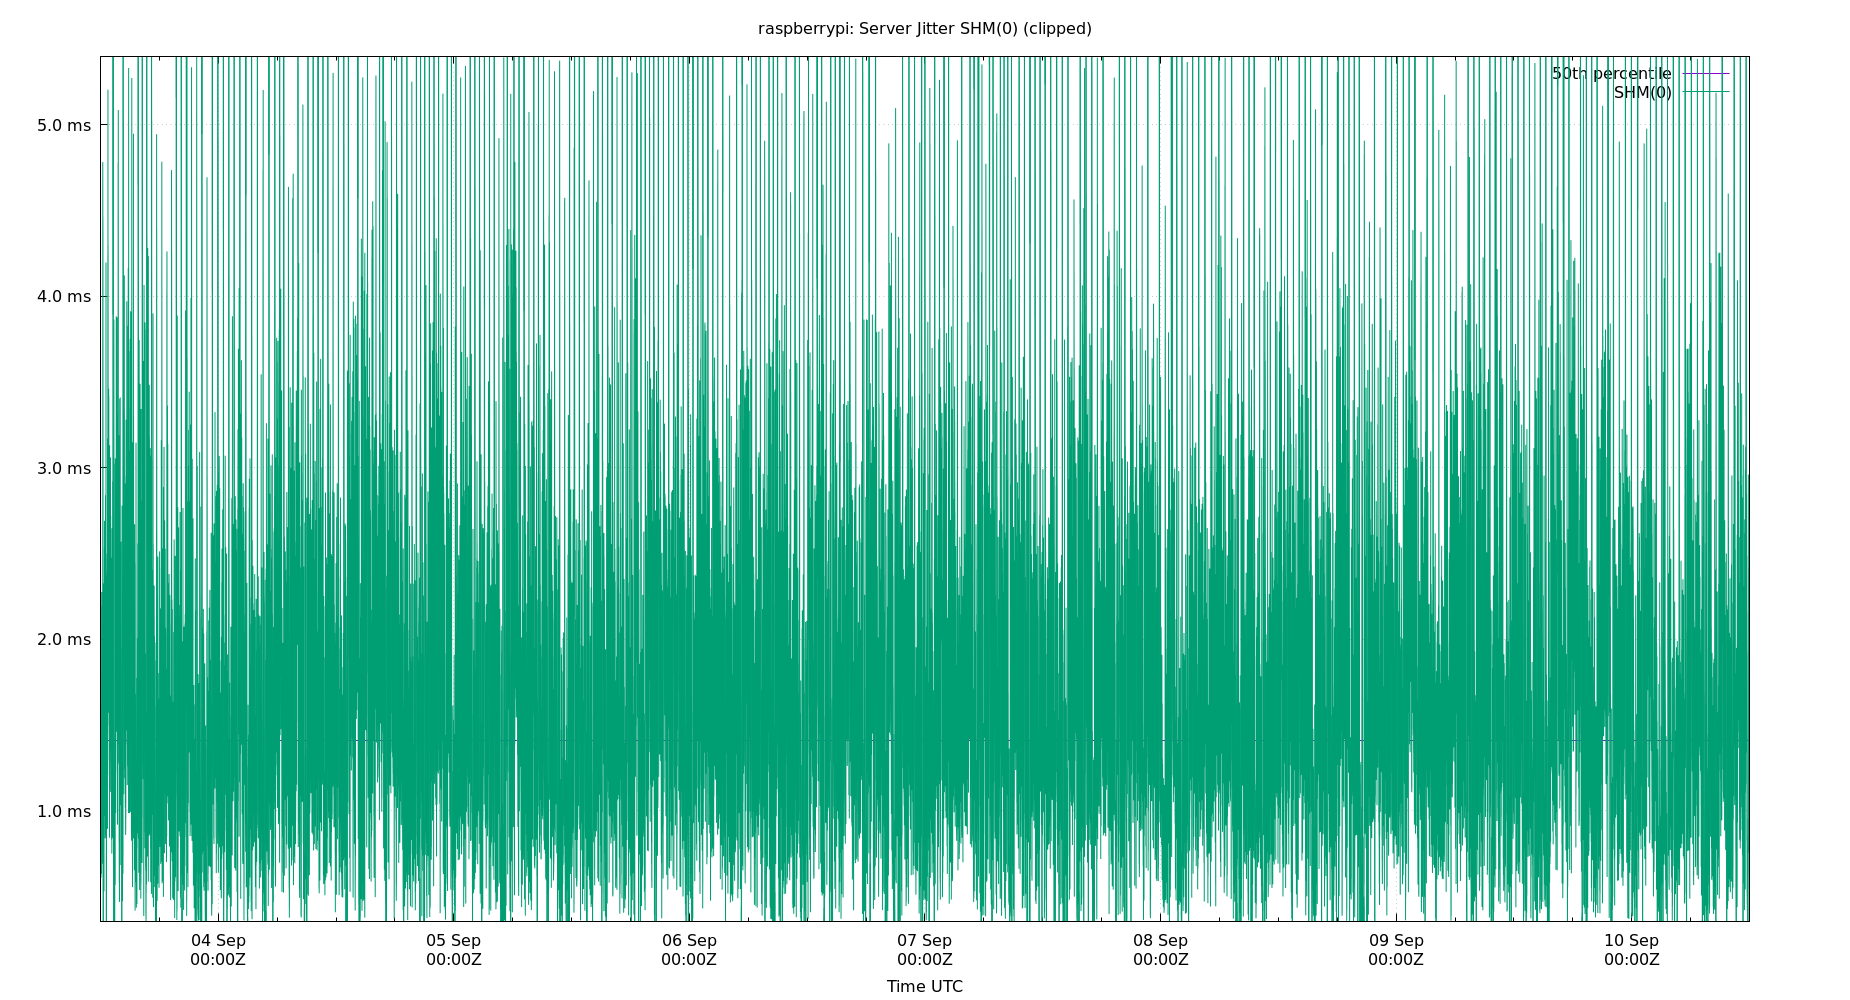 raspberrypi: Server Jitter SHM(0) (clipped)
50th percentile
SHM(0)
5.0 ms
4.0 ms
3.0 ms
2.0 ms
1.0 ms
04 Sep 05 Sep 06 Sep 07 Sep 08 Sep 09 Sep 10 Sep
00:00Z 00:00Z 00:00Z 00:00Z 00:00Z 00:00Z 00:00Z
Time UTC